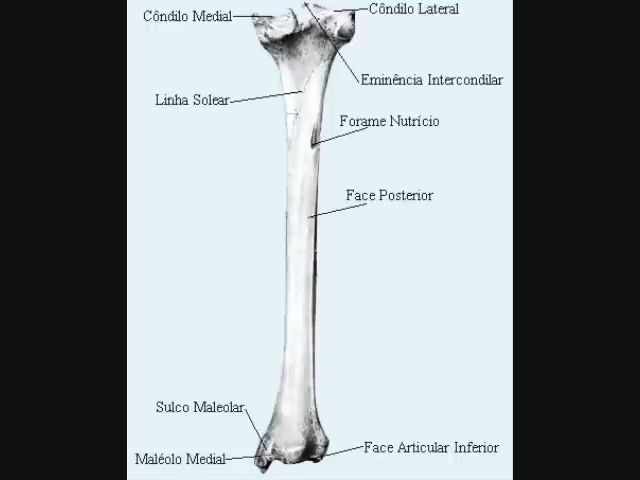 Côndilo Medial
Côndilo Lateral
Eminência Intercondilar
Linha Solear
Forame Nutrício
Face Posterior
Sulco Maleolar
Maléolo Medial
Face Articular Inferior